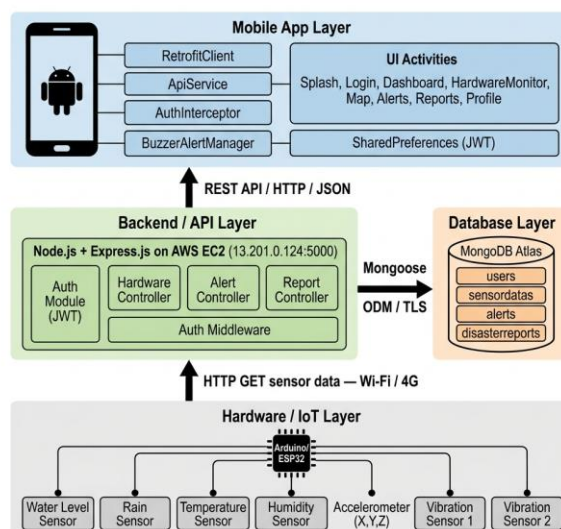 Mobile App Layer
RetrofitClient
ApiService
AuthInterceptor
BuzzerAlertManager
UI Activities
Splash, Login, Dashboard, HardwareMonitor,
Map, Alerts, Reports, Profile
SharedPreferences (JWT)
REST API / HTTP / JSON
Backend / API Layer
Node.js + Express.js on AWS EC2 (13.201.0.124:5000)
Auth
Module
(JWT)
Hardware
Controller
Alert
Controller
Report
Controller
Auth Middleware
Mongoose
ODM / TLS
Database Layer
MongoDB Atlas
users
sensordatas
alerts
disasterreports
HTTP GET sensor data — Wi-Fi / 4G
Hardware / IoT Layer
Arduino/
ESP32
Water Level
Sensor
Rain
Sensor
Temperature
Sensor
Humidity
Sensor
Accelerometer
(X,Y,Z)
Vibration
Sensor 1
Vibration
Sensor 2